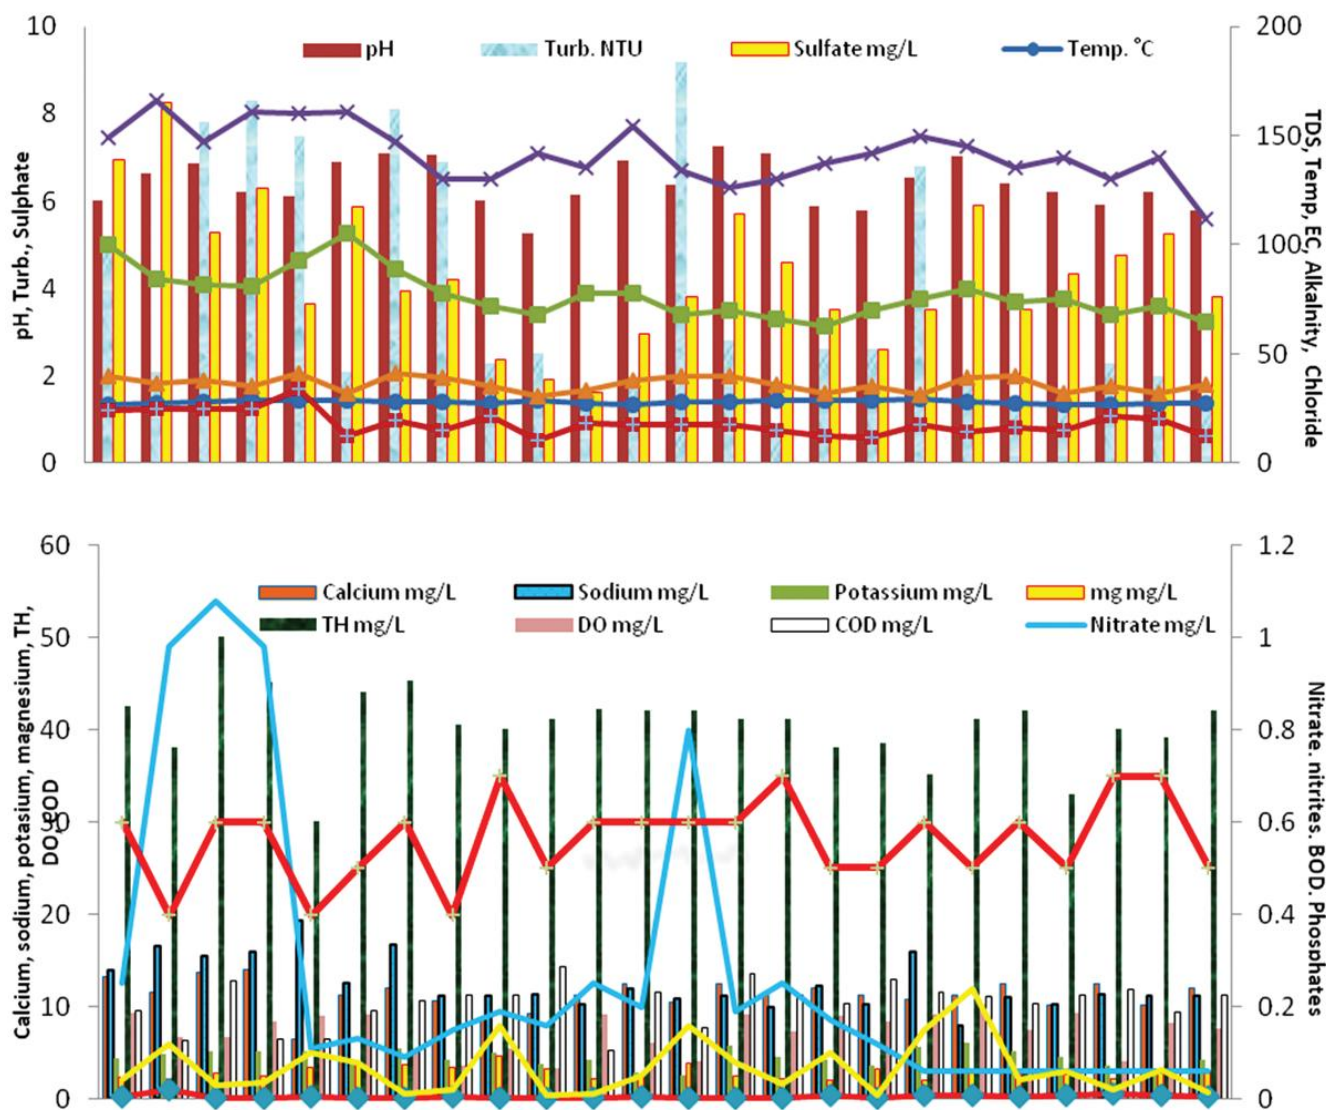 10
8
6
4
2
0
pH, Turb., Sulphate
pH
Turb. NTU
Sulfate mg/L
Temp. ˚C
200
150
100
50
0
TDS, Temp, EC, Alkalnity, Chloride
60
50
40
30
20
10
0
Calcium, sodium, potasium, magnesium, TH,
DO, COD
Calcium mg/L
Sodium mg/L
Potassium mg/L
mg mg/L
TH mg/L
DO mg/L
COD mg/L
Nitrate mg/L
1.2
1
0.8
0.6
0.4
0.2
0
Nitrate. nitrites. BOD. Phosphates